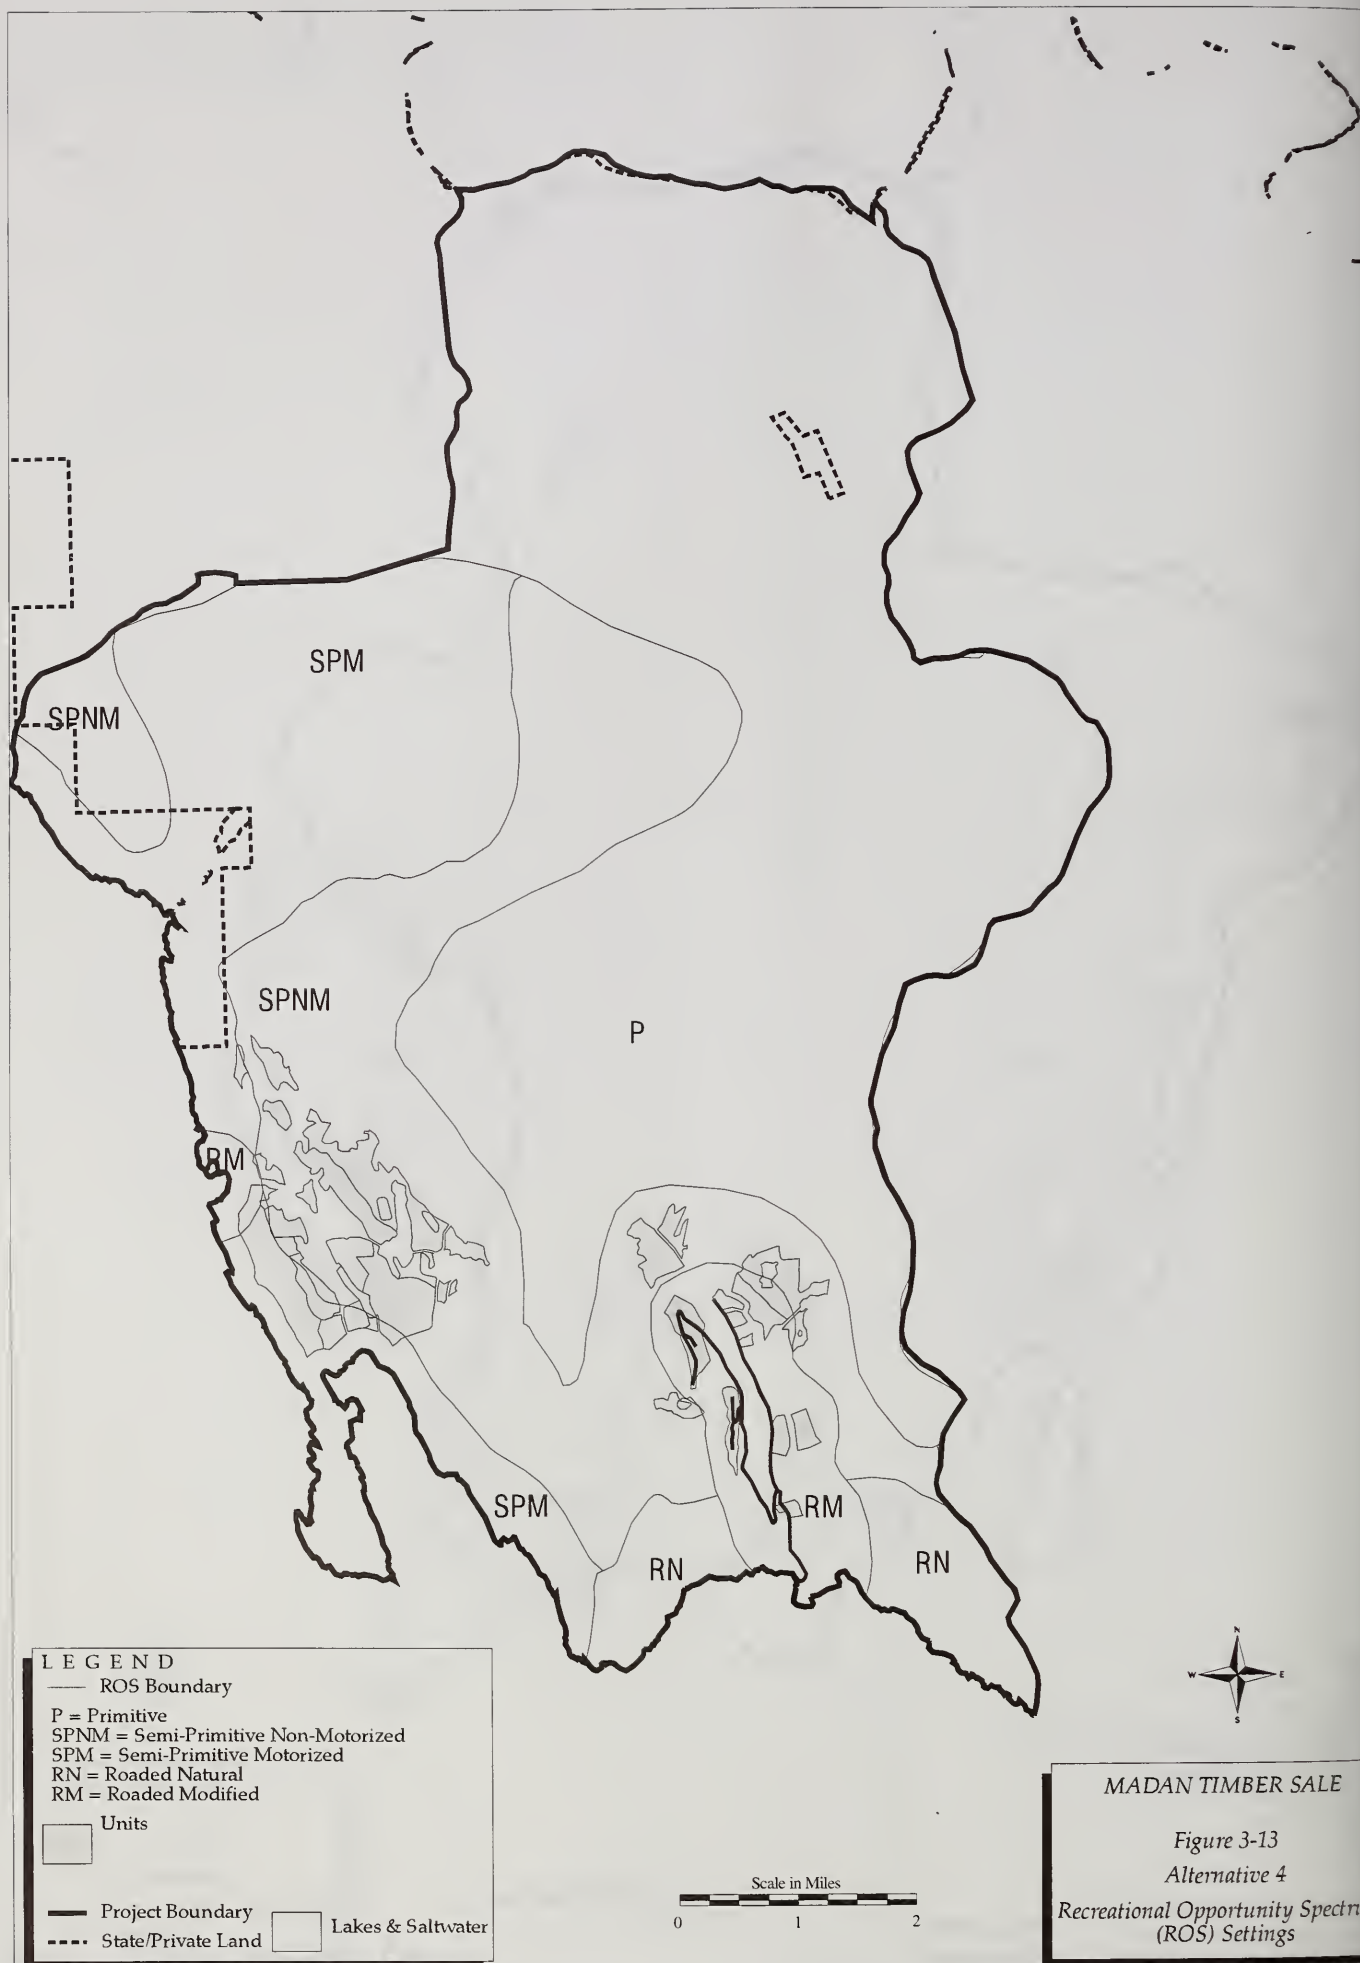 SPM
SPNM
SPNM
P
RM
SPM
RM
RN
RN
LEGEND
ROS Boundary
P = Primitive
SPNM = Semi-Primitive Non-Motorized
SPM = Semi-Primitive Motorized
RN = Roaded Natural
RM = Roaded Modified
Units
Project Boundary
State/Private Land
Lakes & Saltwater
Scale in Miles
0 1 2
N
W E
S
MADAN TIMBER SALE
Figure 3-13
Alternative 4
Recreational Opportunity
(ROS) Settings